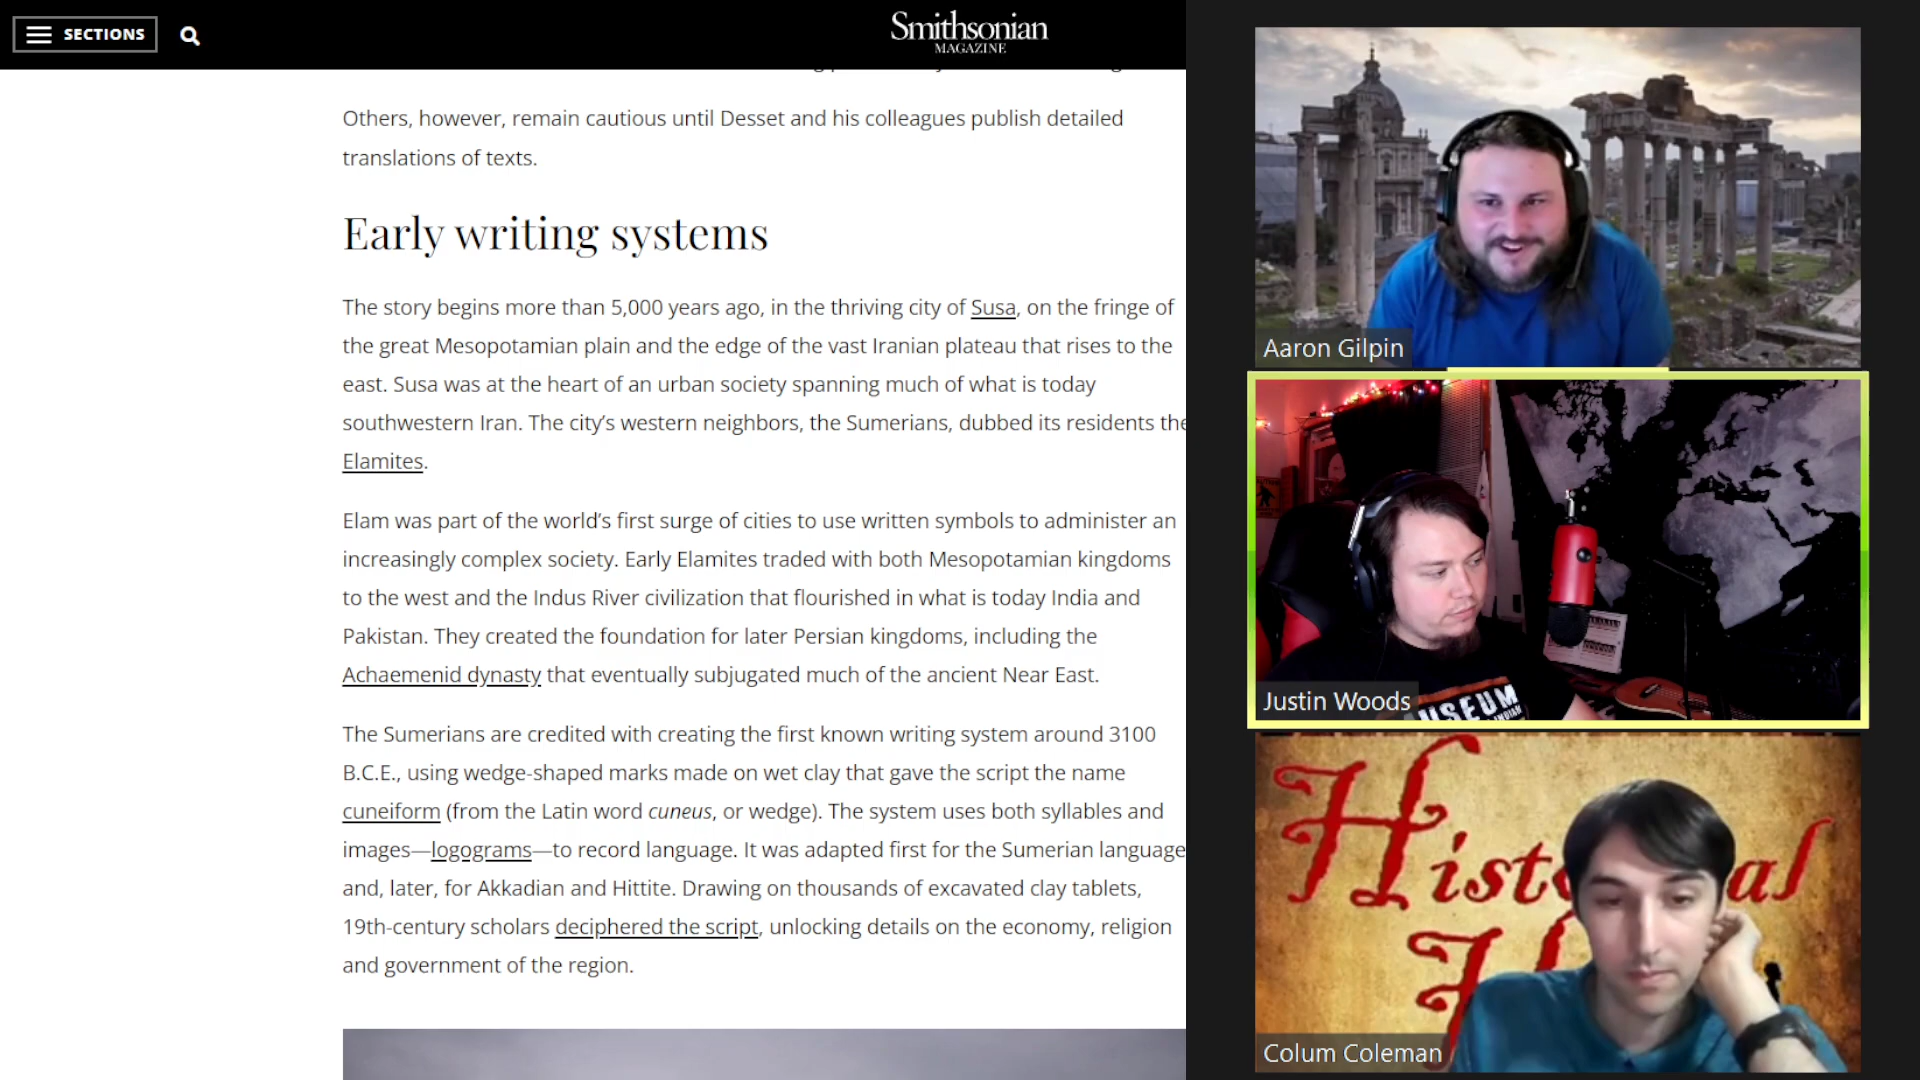 SECTIONS
Smithsonian
MAGAZINE
Others, however, remain cautious until Desset and his colleagues publish detailed
translations of texts.
Early writing systems
The story begins more than 5,000 years ago, in the thriving city of Susa, on the fringe of
the great Mesopotamian plain and the edge of the vast Iranian plateau that rises to the
east. Susa was at the heart of an urban society spanning much of what is today
southwestern Iran. The city’s western neighbors, the Sumerians, dubbed its residents the
Elamites.
Elam was part of the world’s first surge of cities to use written symbols to administer an
increasingly complex society. Early Elamites traded with both Mesopotamian kingdoms
to the west and the Indus River civilization that flourished in what is today India and
Pakistan. They created the foundation for later Persian kingdoms, including the
Achaemenid dynasty that eventually subjugated much of the ancient Near East.
The Sumerians are credited with creating the first known writing system around 3100
B.C.E., using wedge-shaped marks made on wet clay that gave the script the name
cuneiform (from the Latin word cuneus, or wedge). The system uses both syllables and
images—logograms—to record language. It was adapted first for the Sumerian language
and, later, for Akkadian and Hittite. Drawing on thousands of excavated clay tablets,
19th-century scholars deciphered the script, unlocking details on the economy, religion
and government of the region.
Aaron Gilpin
Justin Woods
Colum Coleman